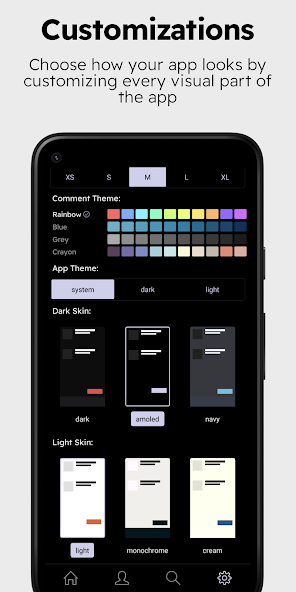 Customizations
Choose how your app looks by
customizing every visual part of
the app
XS S M L XL
Comment Theme:
Rainbow
Blue
Grey
Crayon
App Theme:
system dark light
Dark Skin:
dark amoled navy
Light Skin:
light monochrome cream